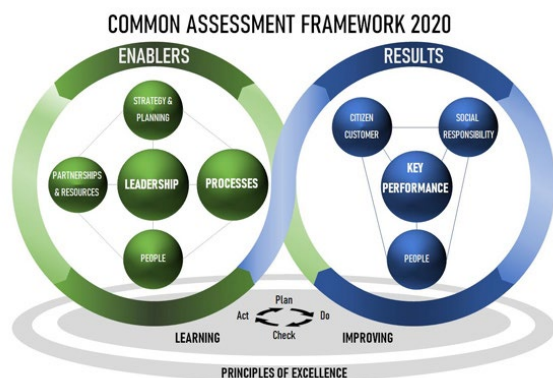 COMMON ASSESSMENT FRAMEWORK 2020
ENABLERS
RESULTS
STRATEGY &
PLANNING
PARTNERSHIPS
& RESOURCES
LEADERSHIP
PROCESSES
PEOPLE
CITIZEN
CUSTOMER
SOCIAL
RESPONSIBILITY
KEY
PERFORMANCE
PEOPLE
Plan
Act
Do
Check
LEARNING
IMPROVING
PRINCIPLES OF EXCELLENCE